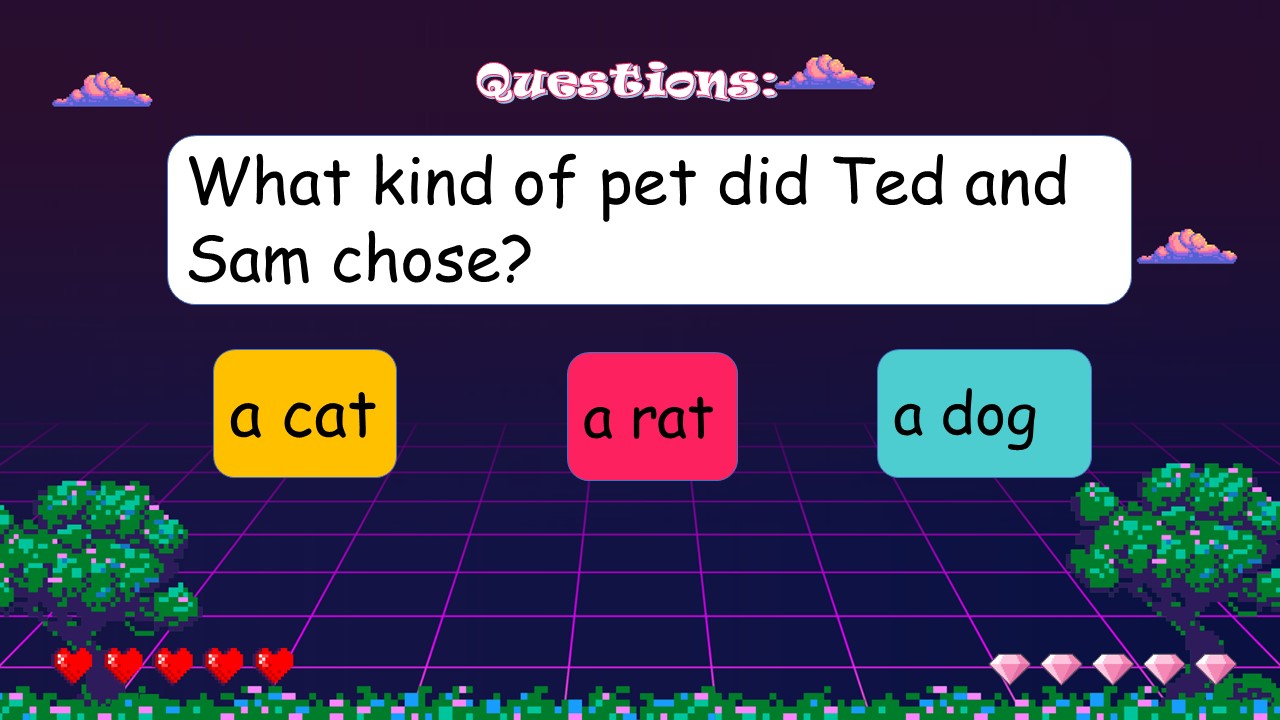 Questions:
What kind of pet did Ted and
Sam chose?
a cat
a rat
a dog